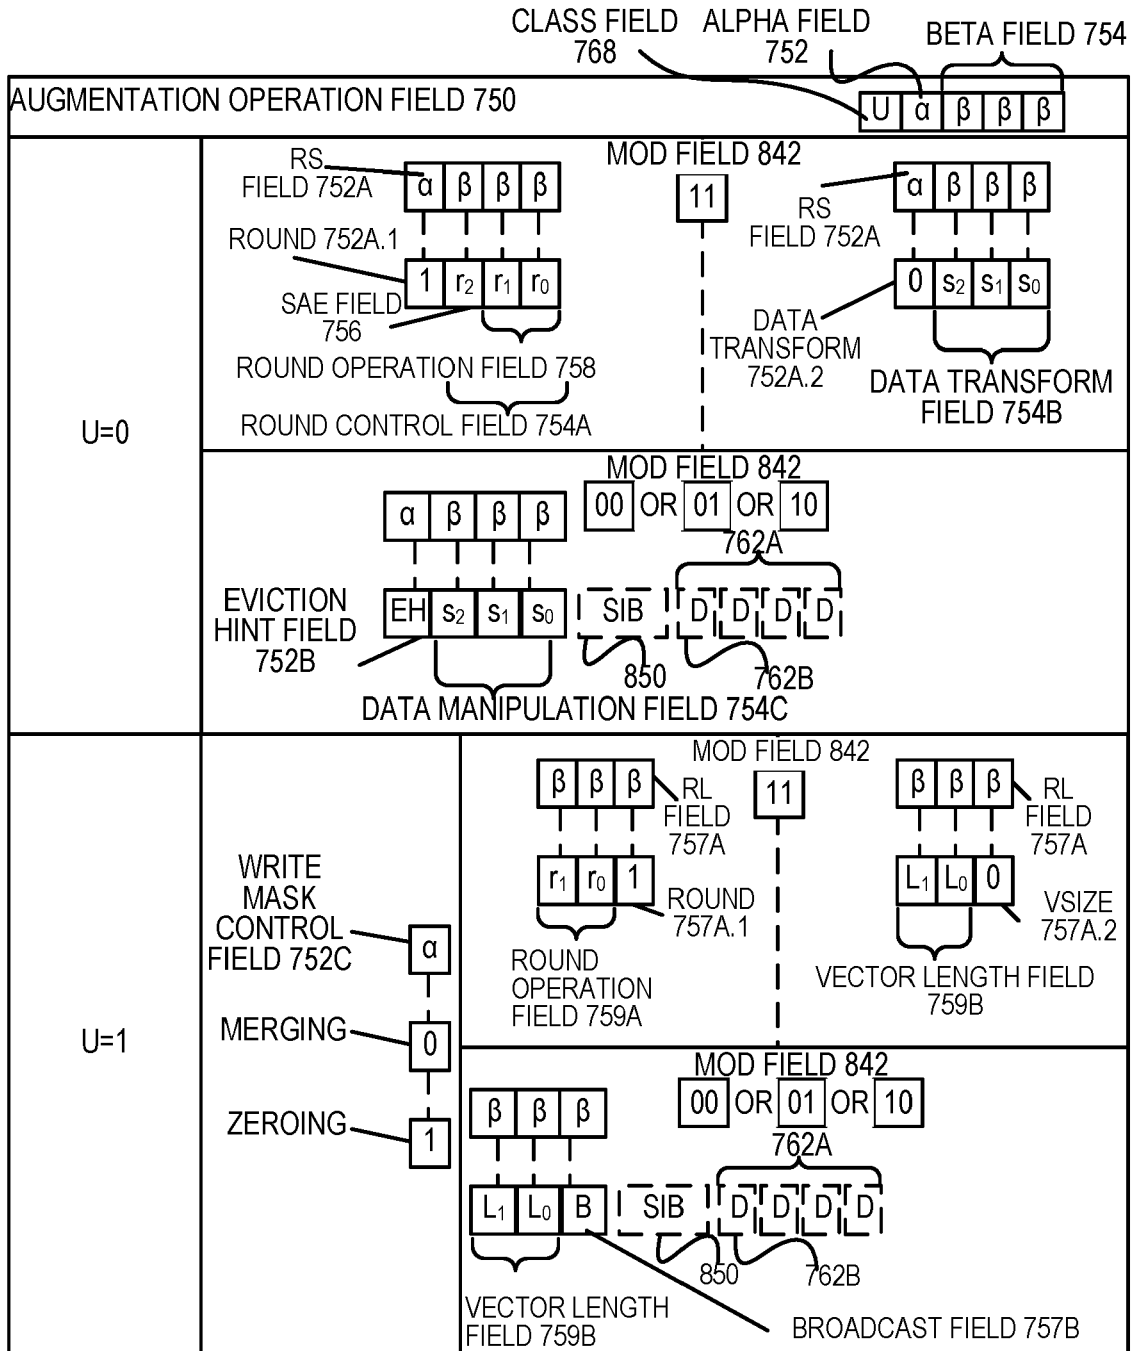 CLASS FIELD 768
ALPHA FIELD 752
BETA FIELD 754
AUGMENTATION OPERATION FIELD 750
U α β β β
U=0
RS
FIELD 752A
α β β β
ROUND 752A.1
1 r2 r1 r0
SAE FIELD
756
ROUND OPERATION FIELD 758
ROUND CONTROL FIELD 754A
MOD FIELD 842
11
α β β β
RS
FIELD 752A
0 s2 s1 s0
DATA
TRANSFORM
752A.2
DATA TRANSFORM
FIELD 754B
MOD FIELD 842
00 OR 01 OR 10
α β β β
762A
EVICTION
HINT FIELD
752B
EH s2 s1 s0
SIB D D D D
850
762B
DATA MANIPULATION FIELD 754C
U=1
WRITE
MASK
CONTROL
FIELD 752C
α
MERGING
0
ZEROING
1
MOD FIELD 842
11
β β β
RL
FIELD
757A
r1 r0 1
ROUND
757A.1
ROUND
OPERATION
FIELD 759A
β β β
RL
FIELD
757A
L1 L0 0
VSIZE
757A.2
VECTOR LENGTH FIELD
759B
MOD FIELD 842
00 OR 01 OR 10
β β β
762A
L1 L0 B
SIB D D D D
850
762B
VECTOR LENGTH
FIELD 759B
BROADCAST FIELD 757B